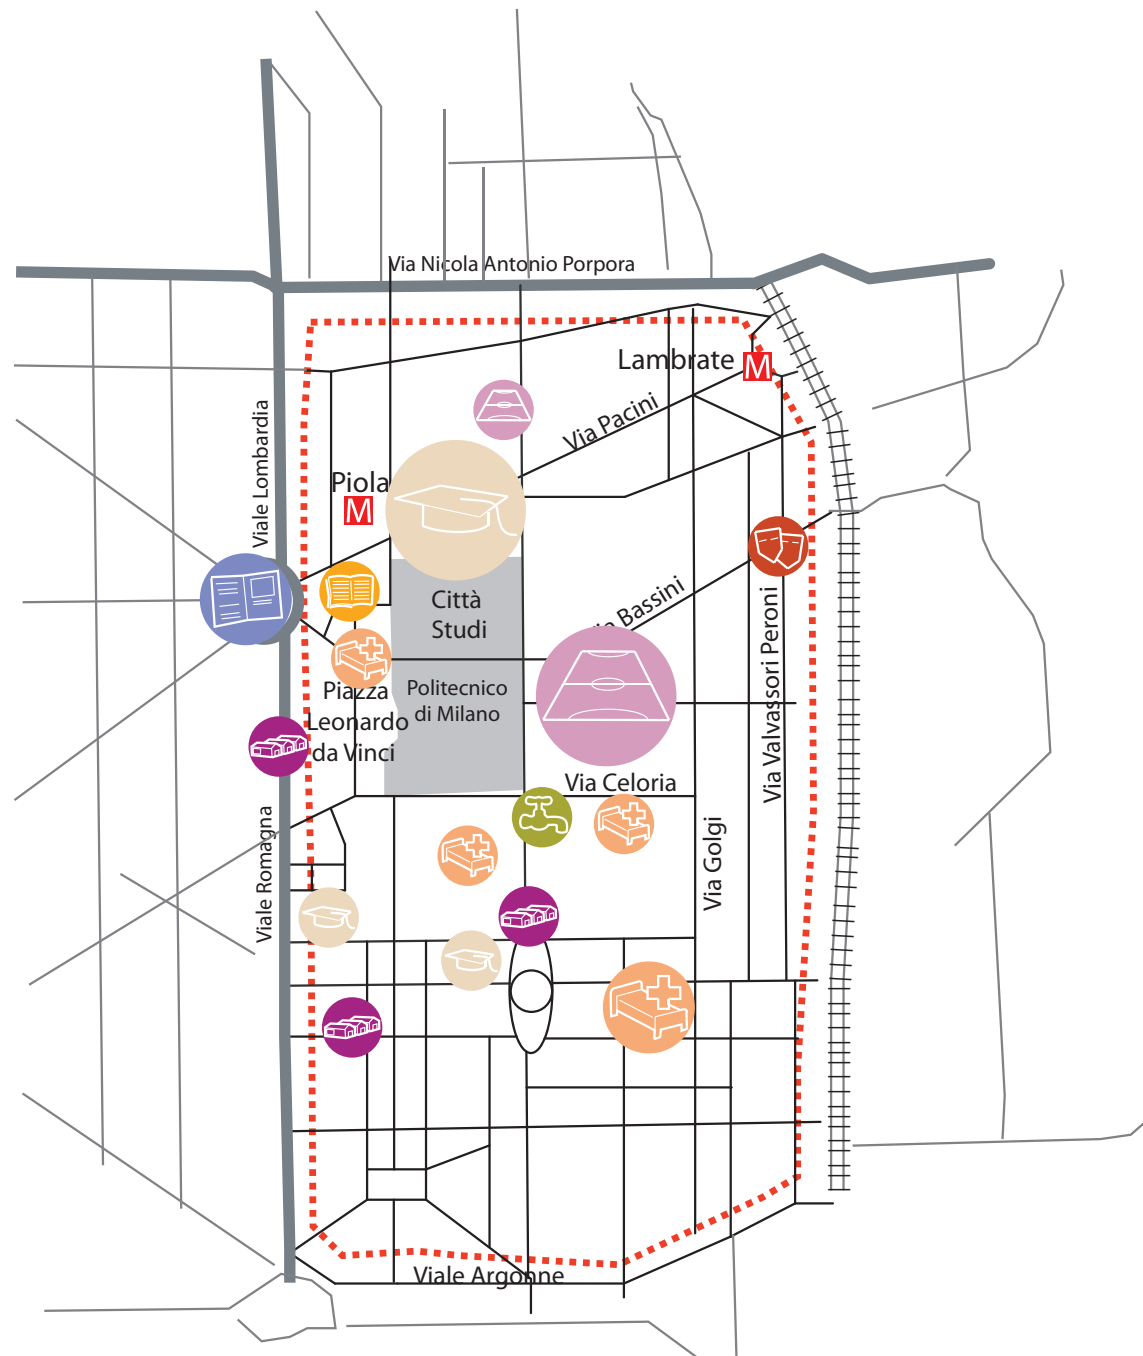 Via Nicola Antonio Porpora
Lambrate
M
Via Pacini
Viale Lombardia
Piola
M
Città
Studi
Bassini
Piazza
Leonardo
da Vinci
Politecnico
di Milano
Via Valvassori Peroni
Via Celoria
Viale Romagna
Via Golgi
Viale Argonne